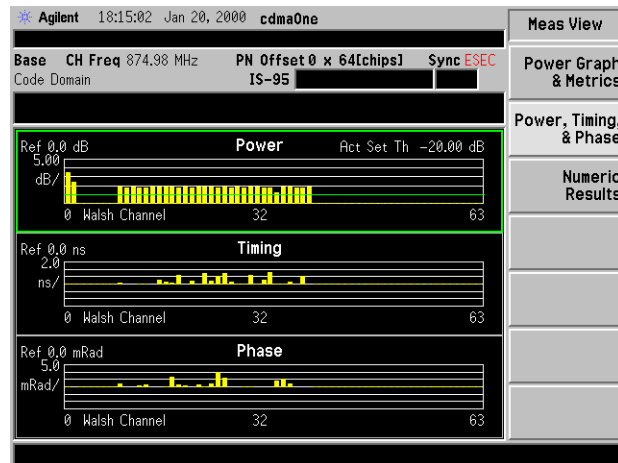 Agilent 18:15:02 Jan 20, 2000 cdmaOne
Base CH Freq 874.98 MHz PN Offset 0 x 64[chips] Sync ESEC
Code Domain IS-95
Ref 0.0 dB Power Act Set Th -20.00 dB
5.00
dB/
0 Walsh Channel 32 63
Ref 0.0 ns Timing
2.0
ns/
0 Walsh Channel 32 63
Ref 0.0 mRad Phase
5.0
mRad/
0 Walsh Channel 32 63
Meas View
Power Graph
& Metrics
Power, Timing,
& Phase
Numeric
Results